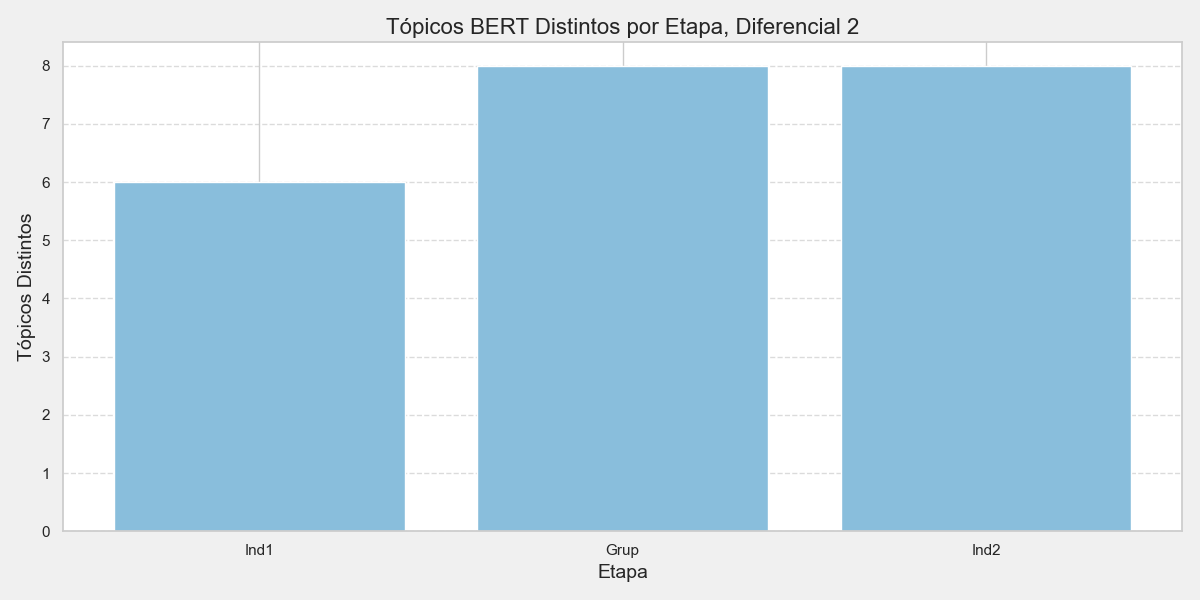 Tópicos BERT Distintos por Etapa, Diferencial 2
Tópicos Distintos
8
7
6
5
4
3
2
1
0
Ind1
Grup
Ind2
Etapa